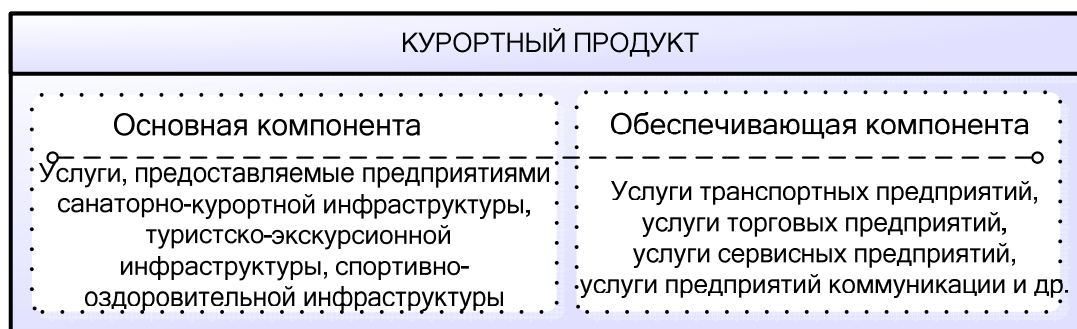 КУРОРТНЫЙ ПРОДУКТ
Основная компонента
Услуги, предоставляемые предприятиями
санаторно-курортной инфраструктуры,
туристско-экскурсионной
инфраструктуры, спортивно-
оздоровительной инфраструктуры
Обеспечивающая компонента
Услуги транспортных предприятий,
услуги торговых предприятий,
услуги сервисных предприятий,
услуги предприятий коммуникации и др.